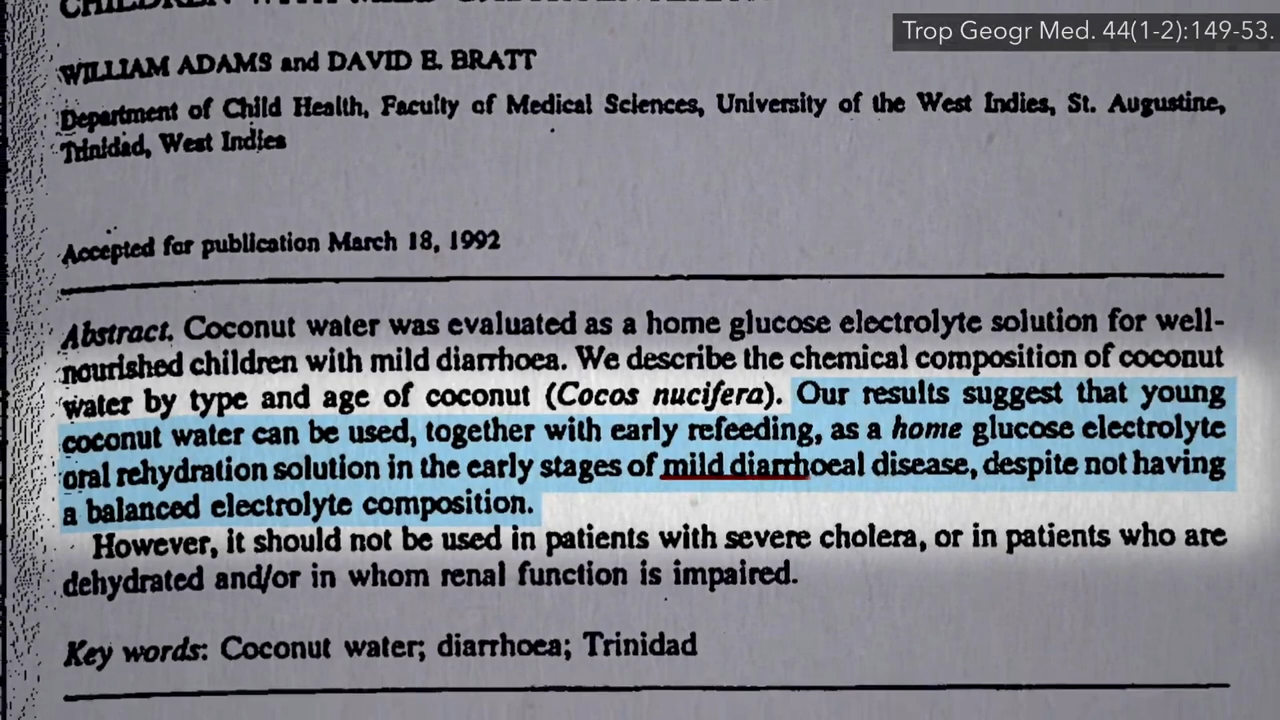 Trop Geogr Med. 44(1-2):149-53.
WILLIAM ADAMS and DAVID E. BRATT
Department of Child Health, Faculty of Medical Sciences, University of the West Indies, St. Augustine,
Trinidad, West Indies
Accepted for publication March 18, 1992
Abstract. Coconut water was evaluated as a home glucose electrolyte solution for well-
nourished children with mild diarrhoea. We describe the chemical composition of coconut
water by type and age of coconut (Cocos nucifera). Our results suggest that young
coconut water can be used, together with early refeeding, as a home glucose electrolyte
oral rehydration solution in the early stages of mild diarrhoeal disease, despite not having
a balanced electrolyte composition.
However, it should not be used in patients with severe cholera, or in patients who are
dehydrated and/or in whom renal function is impaired.
Key words: Coconut water; diarrhoea; Trinidad